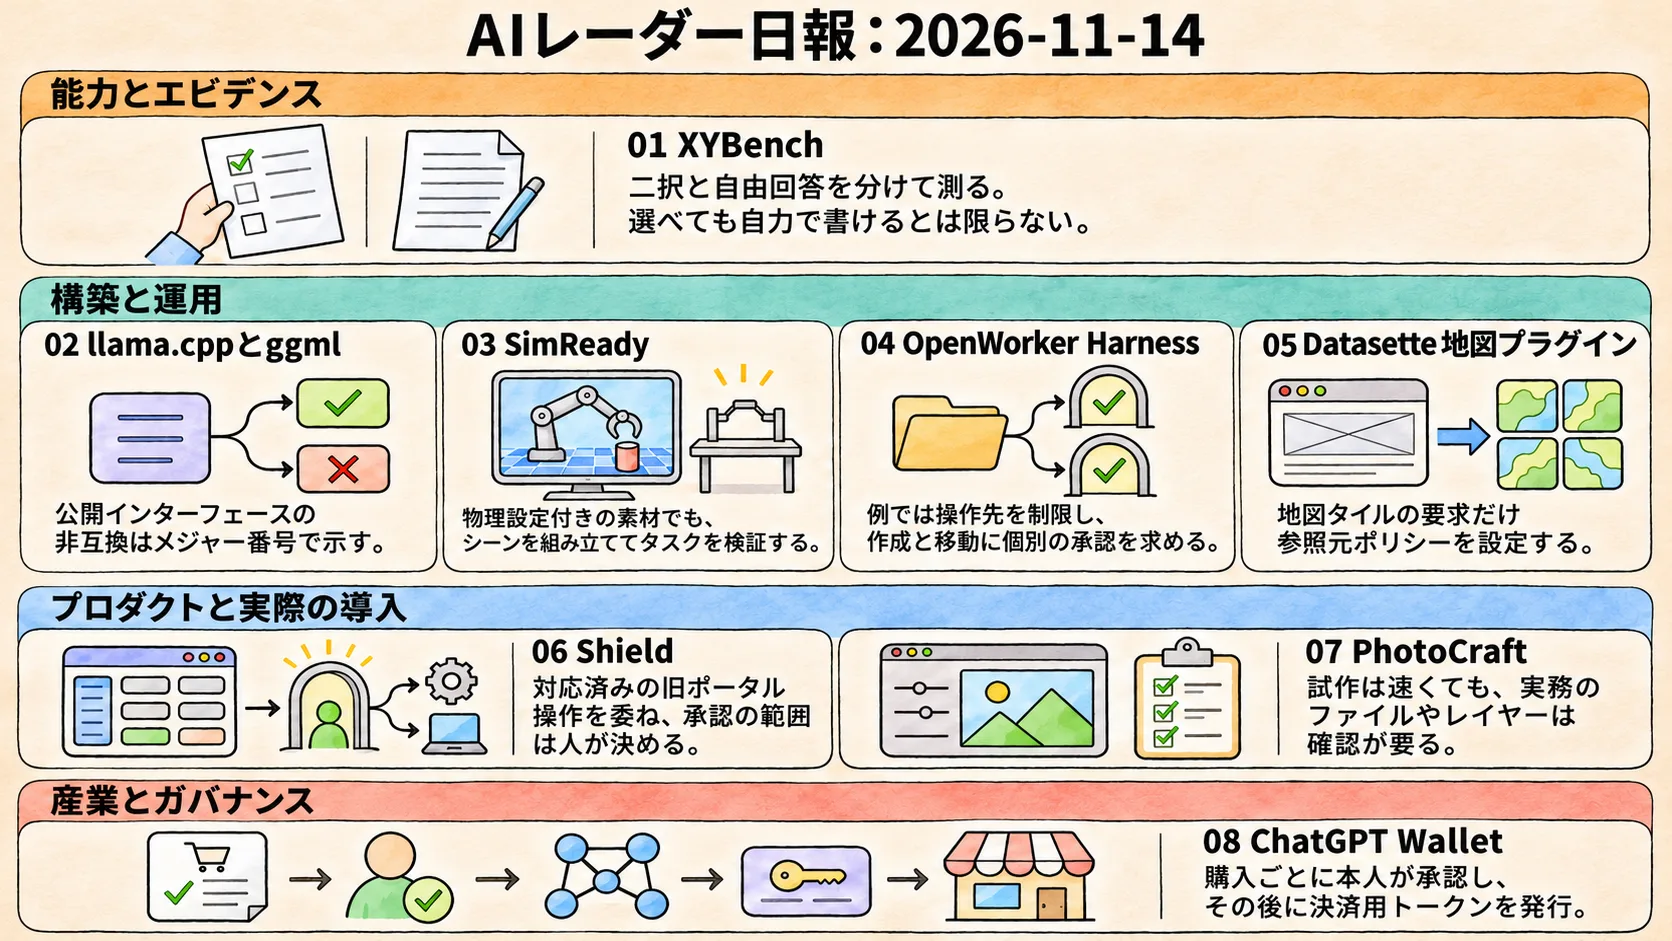 AIレーダー日報：2026-11-14
能力とエビデンス
01 XYBench
二択と自由回答を分けて測る。
選べても自力で書けるとは限らない。
構築と運用
02 llama.cppとggml
公開インターフェースの
非互換はメジャー番号で示す。
03 SimReady
物理設定付きの素材でも、
シーンを組み立ててタスクを検証する。
04 OpenWorker Harness
例では操作先を制限し、
作成と移動に個別の承認を求める。
05 Datasette 地図プラグイン
地図タイルの要求だけ
参照元ポリシーを設定する。
プロダクトと実際の導入
06 Shield
対応済みの旧ポータル
操作を委ね、承認の範囲
は人が決める。
07 PhotoCraft
試作は速くても、実務の
ファイルやレイヤーは
確認が要る。
産業とガバナンス
08 ChatGPT Wallet
購入ごとに本人が承認し、
その後に決済用トークンを発行。